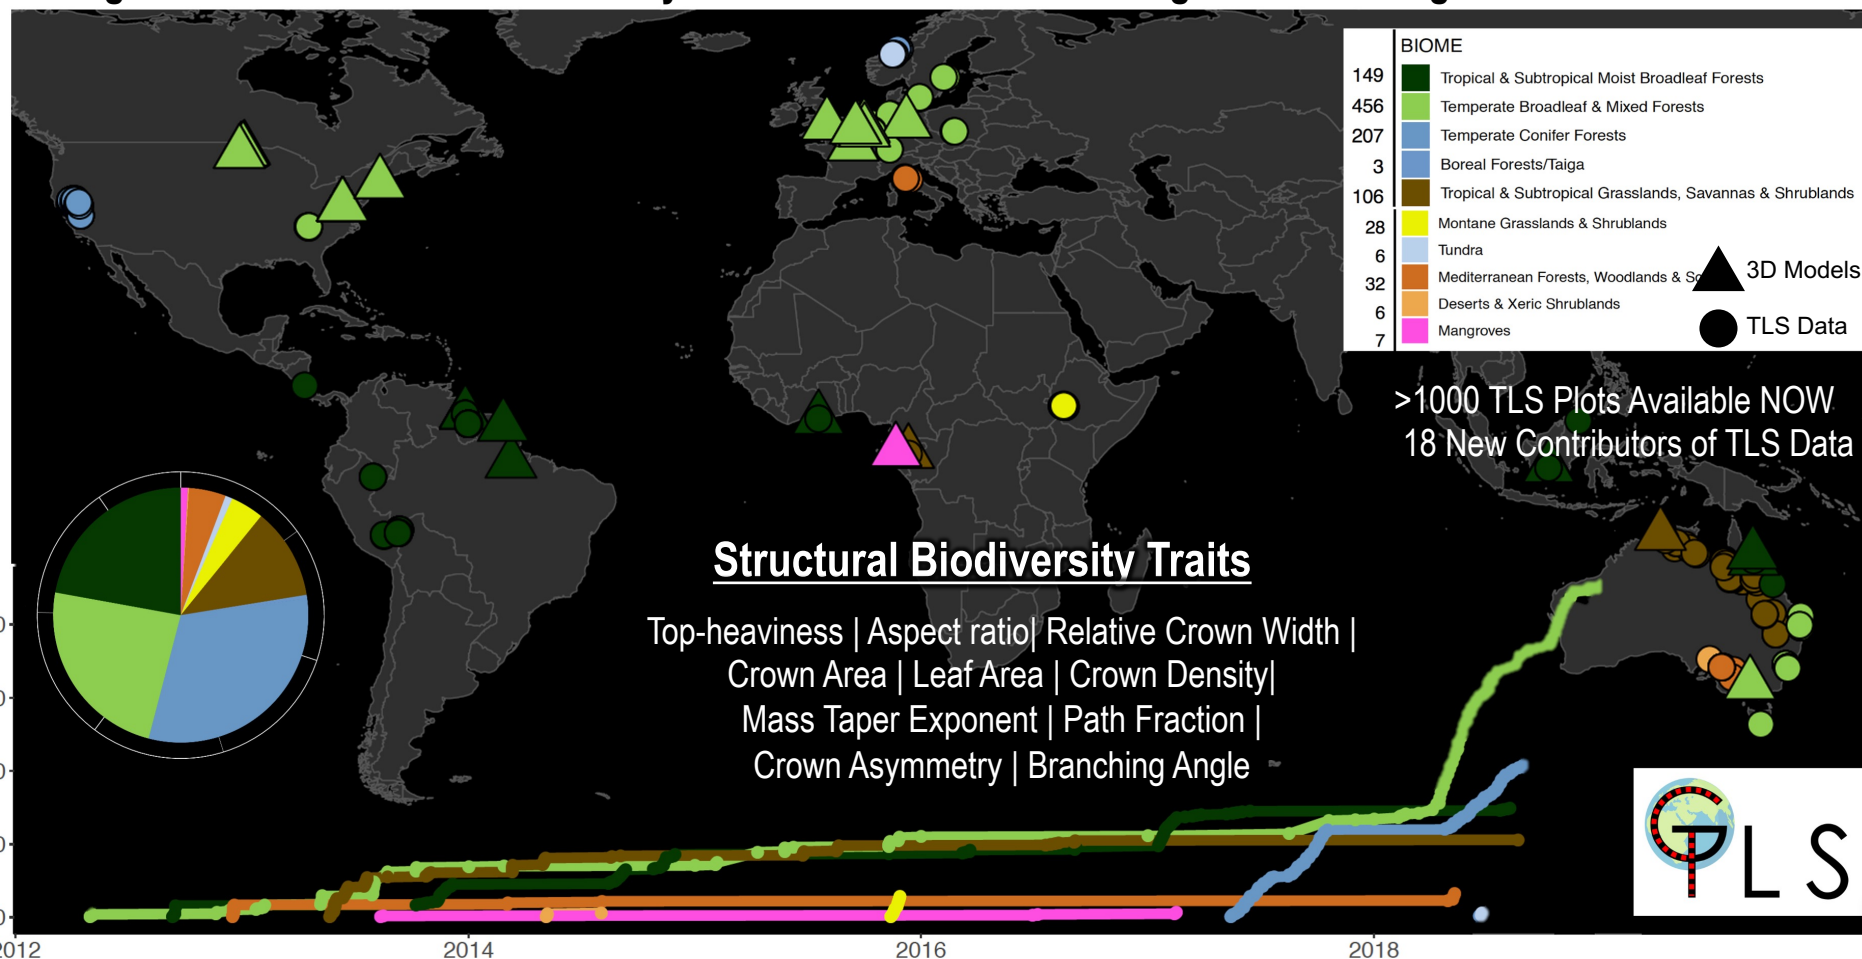 BIOME
149 Tropical & Subtropical Moist Broadleaf Forests
456 Temperate Broadleaf & Mixed Forests
207 Temperate Conifer Forests
3 Boreal Forests/Taiga
106 Tropical & Subtropical Grasslands, Savannas & Shrublands
28 Montane Grasslands & Shrublands
6 Tundra
32 Mediterranean Forests, Woodlands &
6 Deserts & Xeric Shrublands
7 Mangroves
3D Models
TLS Data
>1000 TLS Plots Available NOW
18 New Contributors of TLS Data
Structural Biodiversity Traits
Top-heaviness | Aspect ratio| Relative Crown Width |
Crown Area | Leaf Area | Crown Density|
Mass Taper Exponent | Path Fraction |
Crown Asymmetry | Branching Angle
GTLS
2012 2014 2016 2018